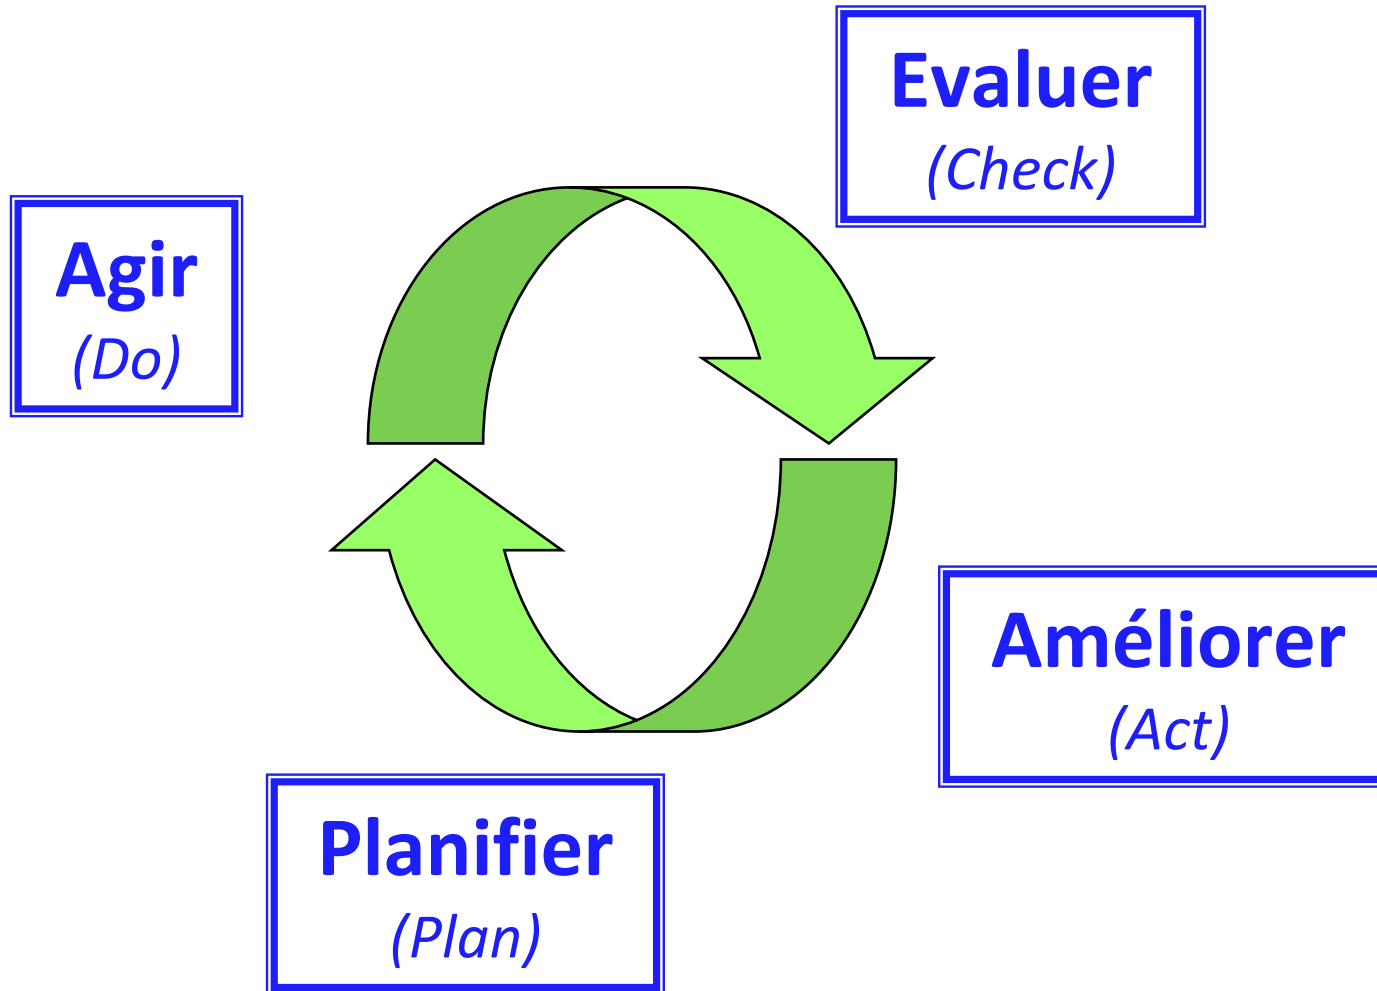 Evaluer
(Check)
Agir
(Do)
Améliorer
(Act)
Planifier
(Plan)